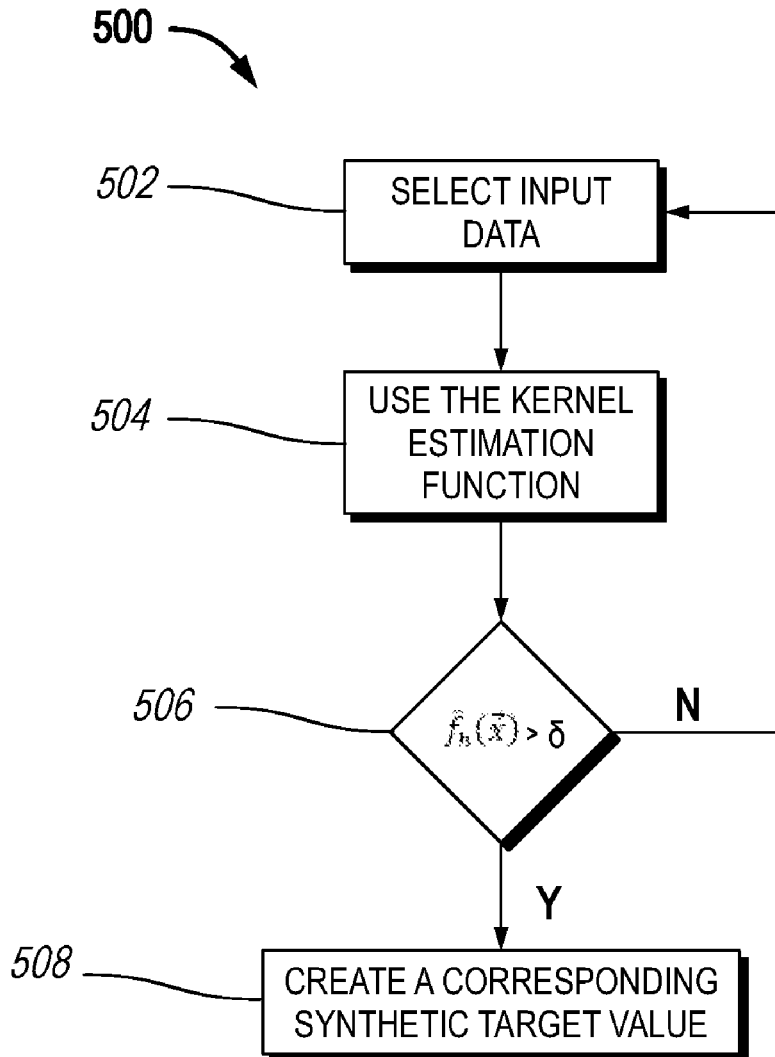 500
502
SELECT INPUT
DATA
504
USE THE KERNEL
ESTIMATION
FUNCTION
506
f̂ₕ(x⃗) > δ
N
Y
508
CREATE A CORRESPONDING
SYNTHETIC TARGET VALUE